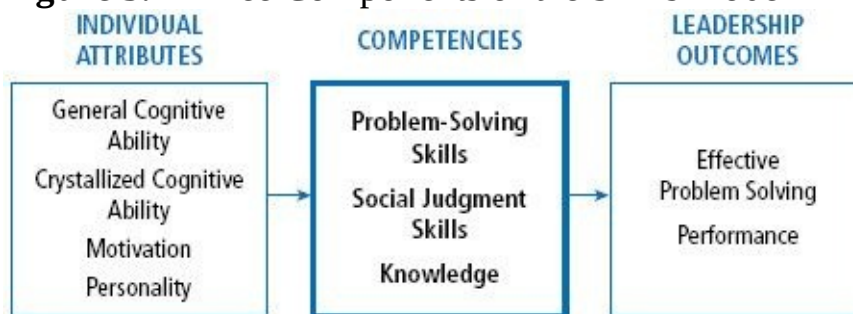 INDIVIDUAL
ATTRIBUTES
General Cognitive
Ability
Crystallized Cognitive
Ability
Motivation
Personality
COMPETENCIES
Problem-Solving
Skills
Social Judgment
Skills
Knowledge
LEADERSHIP
OUTCOMES
Effective
Problem Solving
Performance